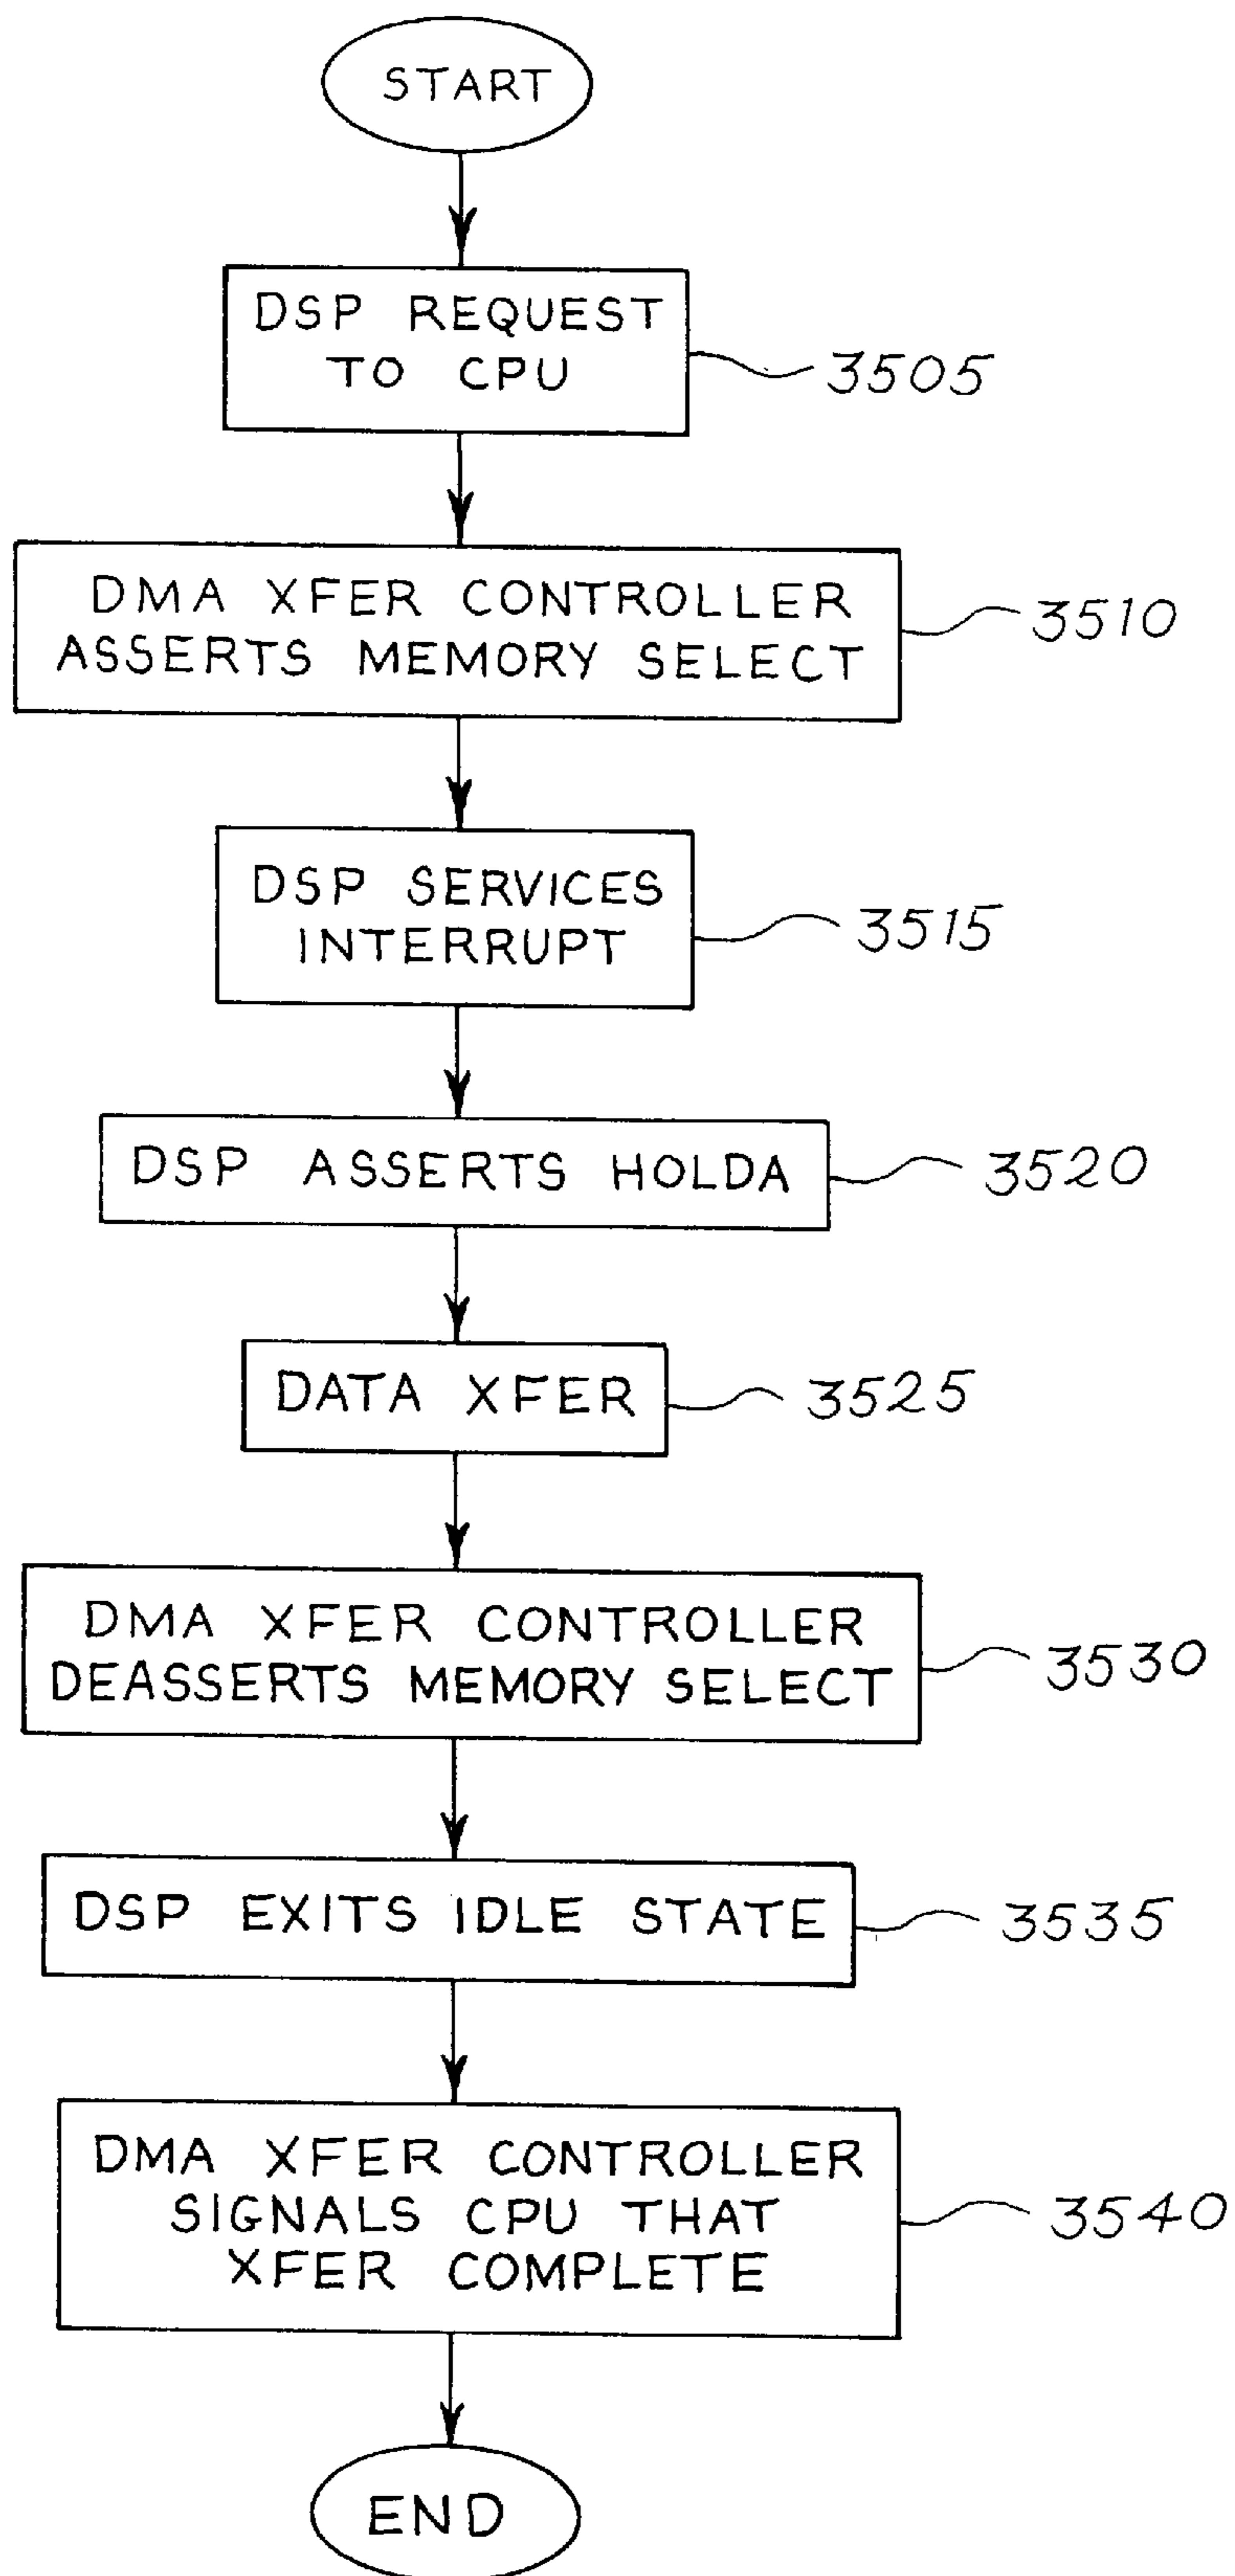 START
DSP REQUEST
TO CPU
3505
DMA XFER CONTROLLER
ASSERTS MEMORY SELECT
3510
DSP SERVICES
INTERRUPT
3515
DSP ASSERTS HOLDA
3520
DATA XFER
3525
DMA XFER CONTROLLER
DEASSERTS MEMORY SELECT
3530
DSP EXITS IDLE STATE
3535
DMA XFER CONTROLLER
SIGNALS CPU THAT
XFER COMPLETE
3540
END